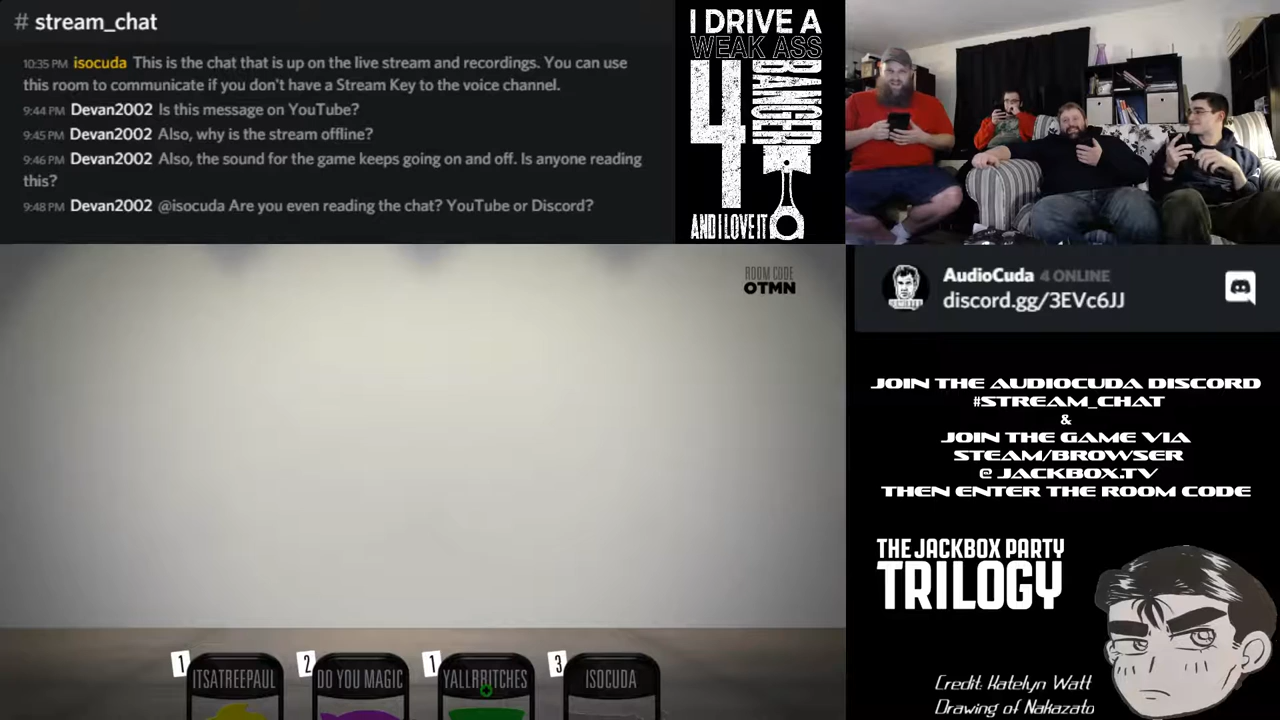 # stream_chat
10:35 PM isocuda This is the chat that is up on the live stream and recordings. You can use
this room to communicate if you don't have a Stream Key to the voice channel.
9:44 PM Devan2002 Is this message on YouTube?
9:45 PM Devan2002 Also, why is the stream offline?
9:46 PM Devan2002 Also, the sound for the game keeps going on and off. Is anyone reading
this?
9:48 PM Devan2002 @isocuda Are you even reading the chat? YouTube or Discord?
I DRIVE A
WEAK ASS
4
BANGER
AND I LOVE IT
ROOM CODE
OTMN
AudioCuda 4 ONLINE
discord.gg/3EVc6JJ
JOIN THE AUDIOCUDA DISCORD
#STREAM_CHAT
&
JOIN THE GAME VIA
STEAM/BROWSER
@ JACKBOX.TV
THEN ENTER THE ROOM CODE
THE JACKBOX PARTY
TRILOGY
Credit: Katelyn Watt
Drawing of Nakazato
1 ITSATREEPAUL
2 DO YOU MAGIC
1 YALLRBITCHES
3 ISOCUDA